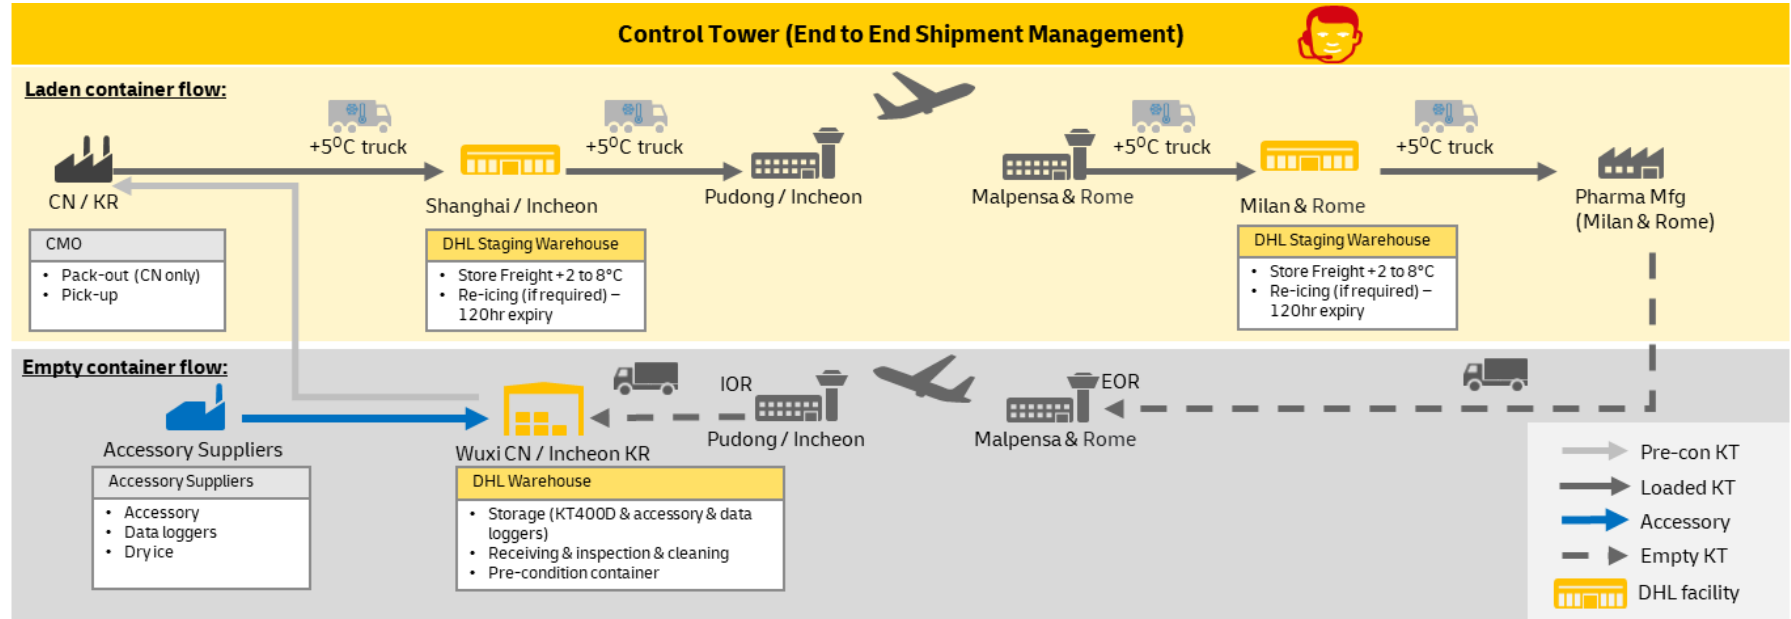 Control Tower (End to End Shipment Management)
Laden container flow:
+5⁰C truck
+5⁰C truck
+5⁰C truck
+5⁰C truck
CN / KR
Shanghai / Incheon
Pudong / Incheon
Malpensa & Rome
Milan & Rome
Pharma Mfg
(Milan & Rome)
CMO
• Pack-out (CN only)
• Pick-up
DHL Staging Warehouse
• Store Freight +2 to 8°C
• Re-icing (if required) –
120hr expiry
DHL Staging Warehouse
• Store Freight +2 to 8°C
• Re-icing (if required) –
120hr expiry
Empty container flow:
IOR
EOR
Accessory Suppliers
Wuxi CN / Incheon KR
Pudong / Incheon
Malpensa & Rome
Accessory Suppliers
• Accessory
• Data loggers
• Dry ice
DHL Warehouse
• Storage (KT400D & accessory & data
loggers)
• Receiving & inspection & cleaning
• Pre-condition container
Pre-con KT
Loaded KT
Accessory
Empty KT
DHL facility